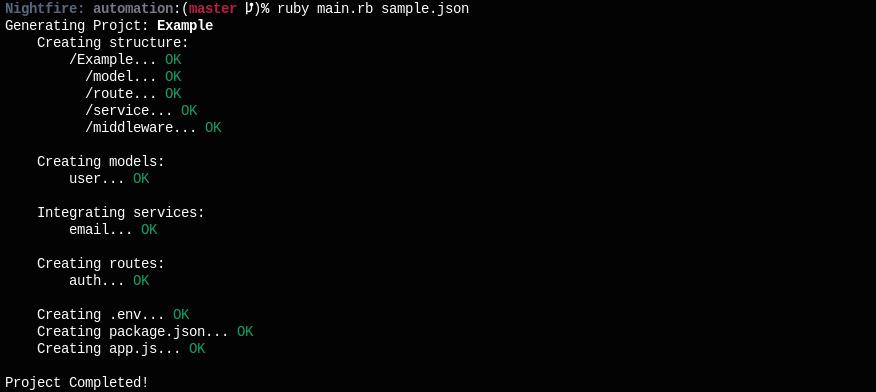 Nightfire: automation:(master )% ruby main.rb sample.json
Generating Projct: Example
Creating structure:
/Example... OK
/model... OK
/route... OK
/service... OK
/middleware... OK
Creating models:
user... OK
Integrating services:
email... OK
Creating routes:
auth... OK
Creating .env... OK
Creating package.json... OK
Creating app.js... OK
Project Completed!